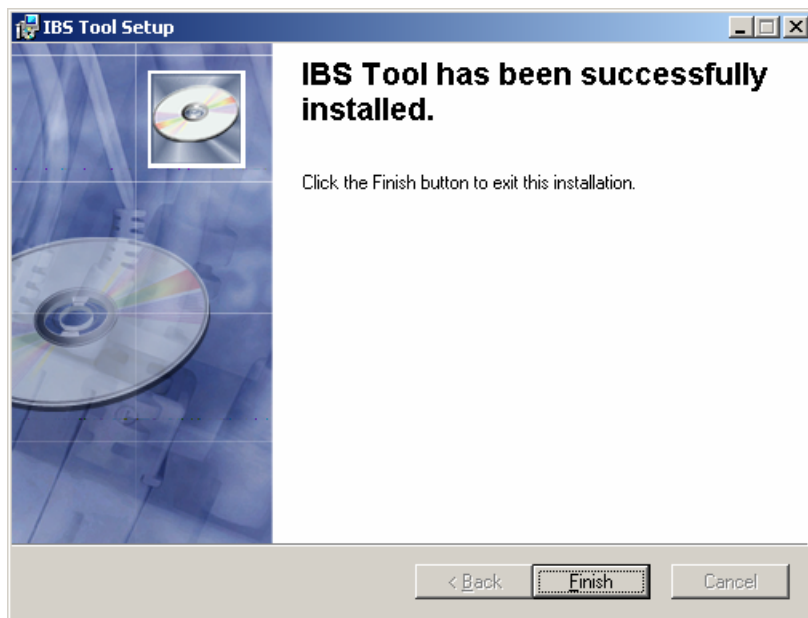 IBS Tool Setup
IBS Tool has been successfully
installed.
Click the Finish button to exit this installation.
< Back
Finish
Cancel